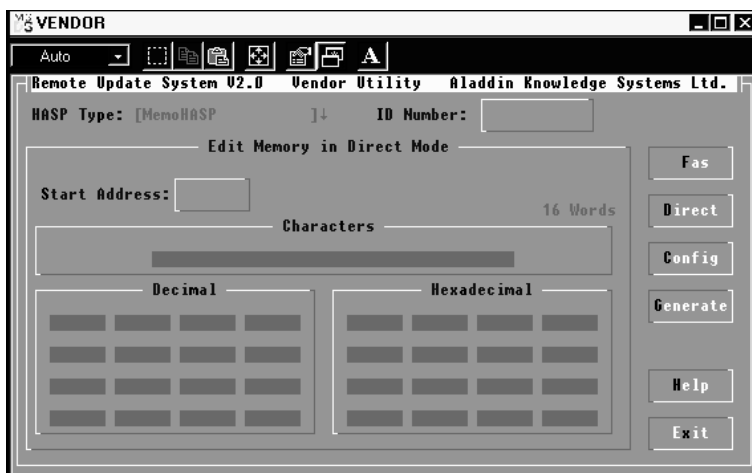 VENDOR
Auto A
Remote Update System V2.0 Vendor Utility Aladdin Knowledge Systems Ltd.
HASP Type: [MemoHASP ]↓ ID Number:
Edit Memory in Direct Mode
Fas
Start Address:
16 Words
Direct
Characters
Config
Decimal Hexadecimal
Generate
Help
Exit